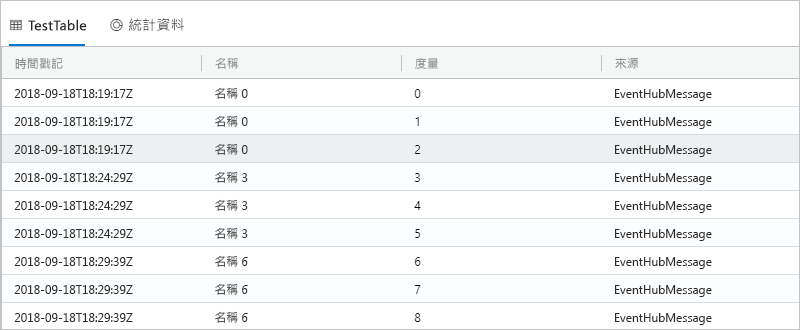 TestTable 統計資料
時間戳記 名稱 度量 來源
2018-09-18T18:19:17Z 名稱 0 0 EventHubMessage
2018-09-18T18:19:17Z 名稱 0 1 EventHubMessage
2018-09-18T18:19:17Z 名稱 0 2 EventHubMessage
2018-09-18T18:24:29Z 名稱 3 3 EventHubMessage
2018-09-18T18:24:29Z 名稱 3 4 EventHubMessage
2018-09-18T18:24:29Z 名稱 3 5 EventHubMessage
2018-09-18T18:29:39Z 名稱 6 6 EventHubMessage
2018-09-18T18:29:39Z 名稱 6 7 EventHubMessage
2018-09-18T18:29:39Z 名稱 6 8 EventHubMessage